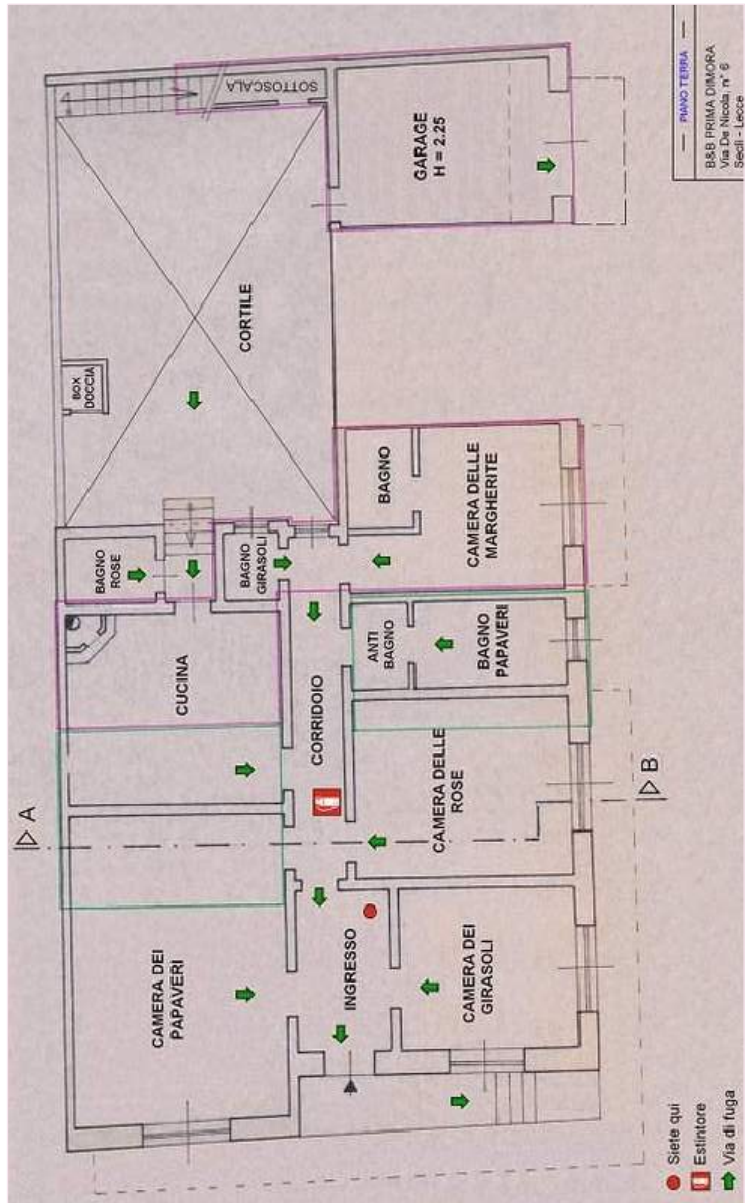 A
CAMERA DEI
PAPAVERI
CUCINA
BAGNO
ROSE
BOX
DOCCIA
SOTTOSCALA
INGRESSO
CORRIDOIO
BAGNO
GIRASOLI
CORTILE
CAMERA DEI
GIRASOLI
CAMERA DELLE
ROSE
ANTI
BAGNO
BAGNO
PAPAVERI
BAGNO
CAMERA DELLE
MARGHERITE
GARAGE
H = 2.25
B
Siete qui
Estintore
Via di fuga
PIANO TERRA
B&B PRIMA DIMORA
Via De Nicola, n° 6
Seclì - Lecce